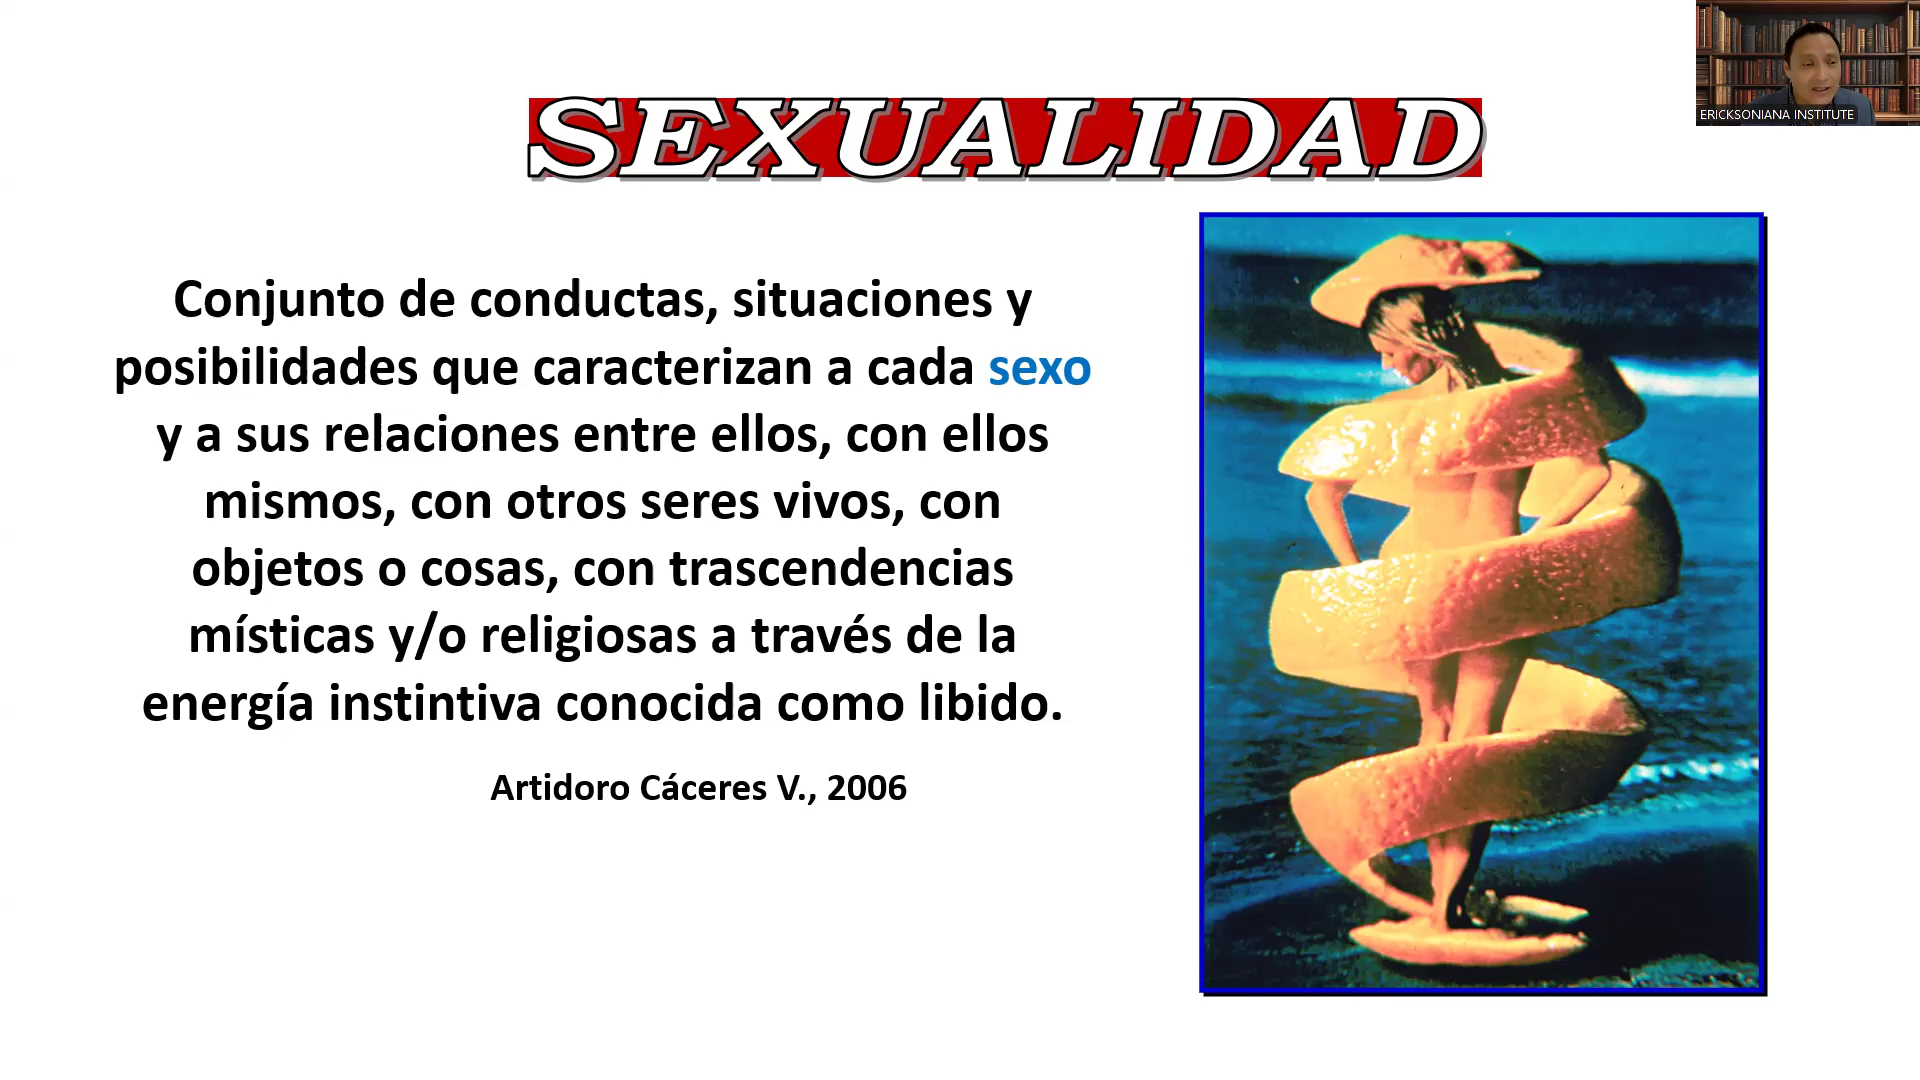 SEXUALIDAD
ERICKSONIANA INSTITUTE
Conjunto de conductas, situaciones y
posibilidades que caracterizan a cada sexo
y a sus relaciones entre ellos, con ellos
mismos, con otros seres vivos, con
objetos o cosas, con trascendencias
místicas y/o religiosas a través de la
energía instintiva conocida como libido.
Artidoro Cáceres V., 2006